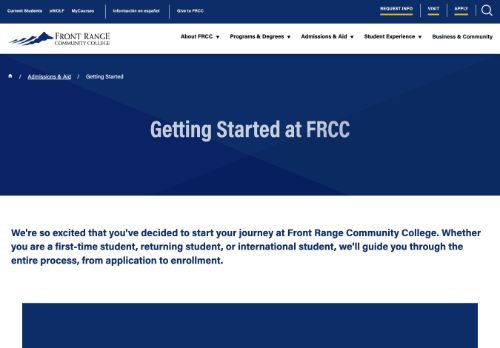 Current Students eWOLF MyCourses Información en español Give to FRCC REQUEST INFO VISIT APPLY
FRONT RANGE
COMMUNITY COLLEGE
About FRCC Programs & Degrees Admissions & Aid Student Experience Business & Community
/ Admissions & Aid / Getting Started
Getting Started at FRCC
We're so excited that you've decided to start your journey at Front Range Community College. Whether
you are a first-time student, returning student, or international student, we'll guide you through the
entire process, from application to enrollment.